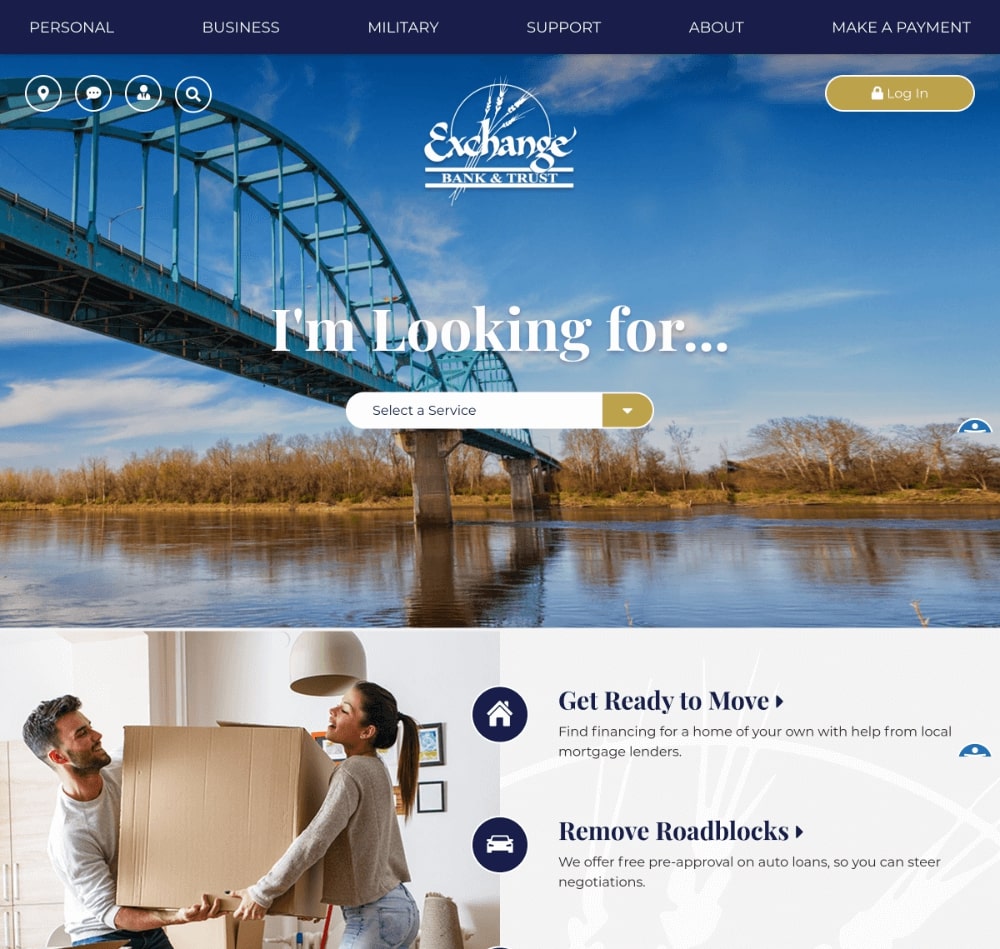 PERSONAL
BUSINESS
MILITARY
SUPPORT
ABOUT
MAKE A PAYMENT
Log In
Exchange
BANK & TRUST
I'm Looking for...
Select a Service
Get Ready to Move
Find financing for a home of your own with help from local
mortgage lenders.
Remove Roadblocks
We offer free pre-approval on auto loans, so you can steer
negotiations.